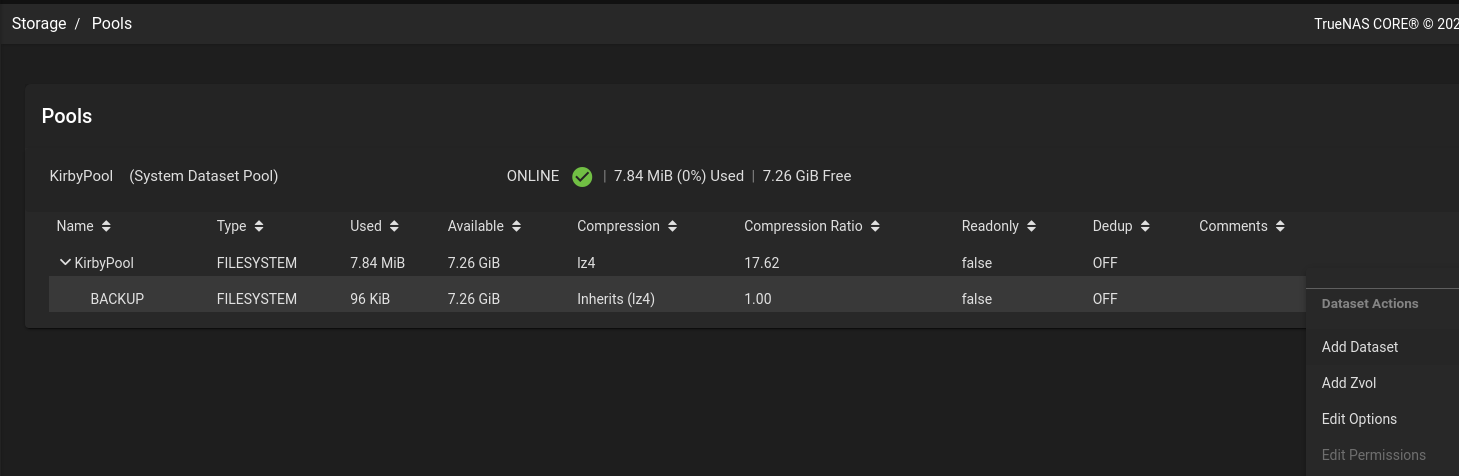 Storage / Pools TrueNAS CORE® © 202
Pools
KirbyPool (System Dataset Pool) ONLINE | 7.84 MiB (0%) Used | 7.26 GiB Free
Name Type Used Available Compression Compression Ratio Readonly Dedup Comments
KirbyPool FILESYSTEM 7.84 MiB 7.26 GiB lz4 17.62 false OFF
BACKUP FILESYSTEM 96 KiB 7.26 GiB Inherits (lz4) 1.00 false OFF
Dataset Actions
Add Dataset
Add Zvol
Edit Options
Edit Permissions